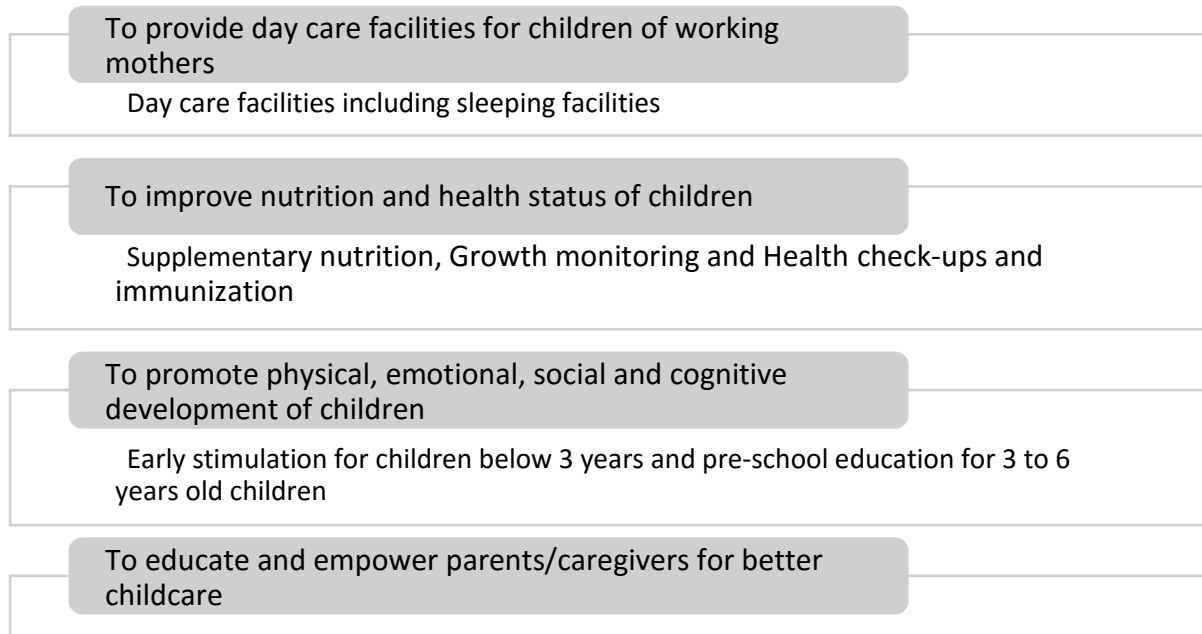 To provide day care facilities for children of working
mothers
Day care facilities including sleeping facilities
To improve nutrition and health status of children
Supplementary nutrition, Growth monitoring and Health check-ups and
immunization
To promote physical, emotional, social and cognitive
development of children
Early stimulation for children below 3 years and pre-school education for 3 to 6
years old children
To educate and empower parents/caregivers for better
childcare